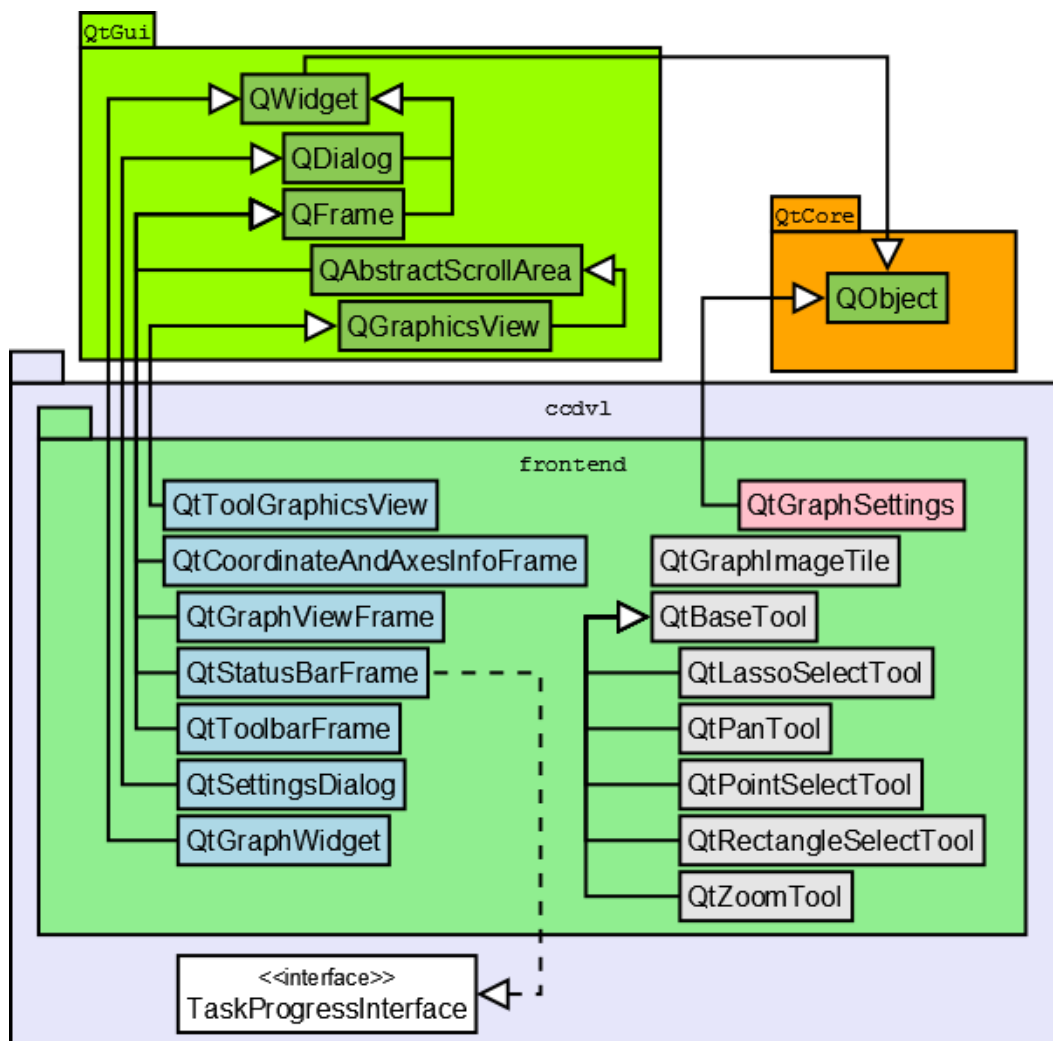 QtGui
QWidget
QDialog
QFrame
QAbstractScrollArea
QGraphicsView
QtCore
QObject
ccdvl
frontend
QtToolGraphicsView
QtCoordinateAndAxesInfoFrame
QtGraphViewFrame
QtStatusBarFrame
QtToolbarFrame
QtSettingsDialog
QtGraphWidget
QtGraphSettings
QtGraphImageTile
QtBaseTool
QtLassoSelectTool
QtPanTool
QtPointSelectTool
QtRectangleSelectTool
QtZoomTool
<<interface>>
TaskProgressInterface